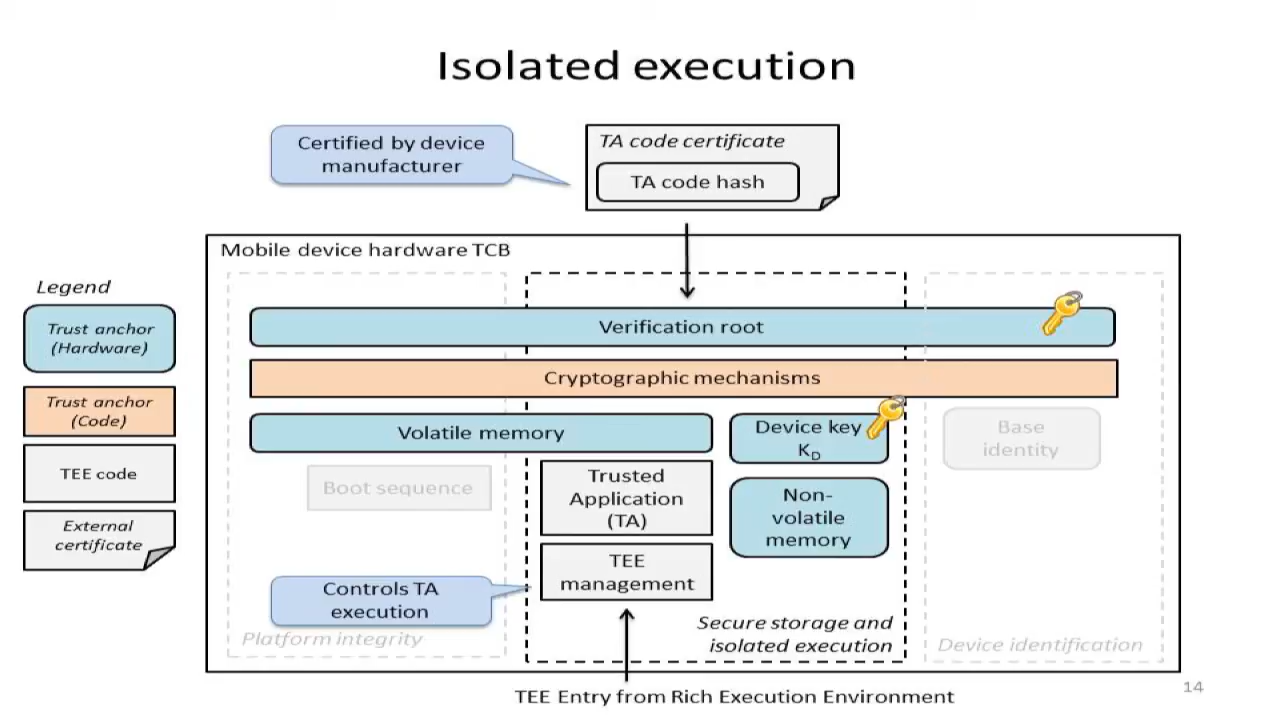 Isolated execution
Certified by device
manufacturer
TA code certificate
TA code hash
Mobile device hardware TCB
Legend
Trust anchor
(Hardware)
Trust anchor
(Code)
TEE code
External
certificate
Verification root
Cryptographic mechanisms
Volatile memory
Device key
KD
Base
identity
Boot sequence
Trusted
Application
(TA)
Non-
volatile
memory
TEE
management
Controls TA
execution
Platform integrity
Secure storage and
isolated execution
Device identification
TEE Entry from Rich Execution Environment
14